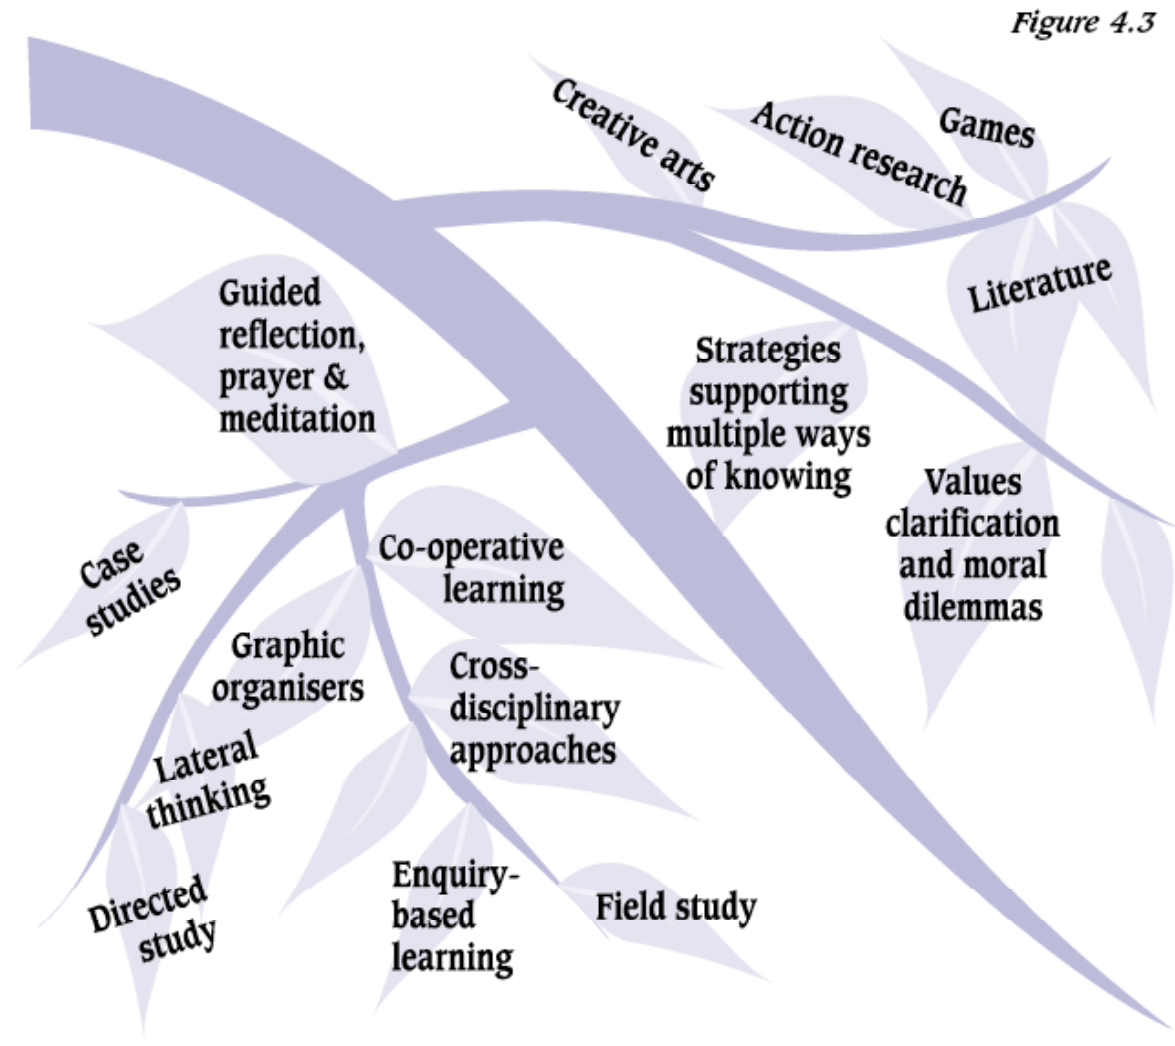 Figure 4.3
Creative arts
Action research
Games
Literature
Guided
reflection,
prayer &
meditation
Strategies
supporting
multiple ways
of knowing
Values
clarification
and moral
dilemmas
Case
studies
Co-operative
learning
Graphic
organisers
Cross-
disciplinary
approaches
Lateral
thinking
Directed
study
Enquiry-
based
learning
Field study